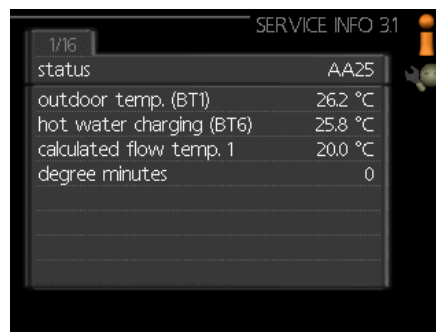 SERVICE INFO 3.1
1/16
status AA25
outdoor temp. (BT1) 26.2 °C
hot water charging (BT6) 25.8 °C
calculated flow temp. 1 20.0 °C
degree minutes 0